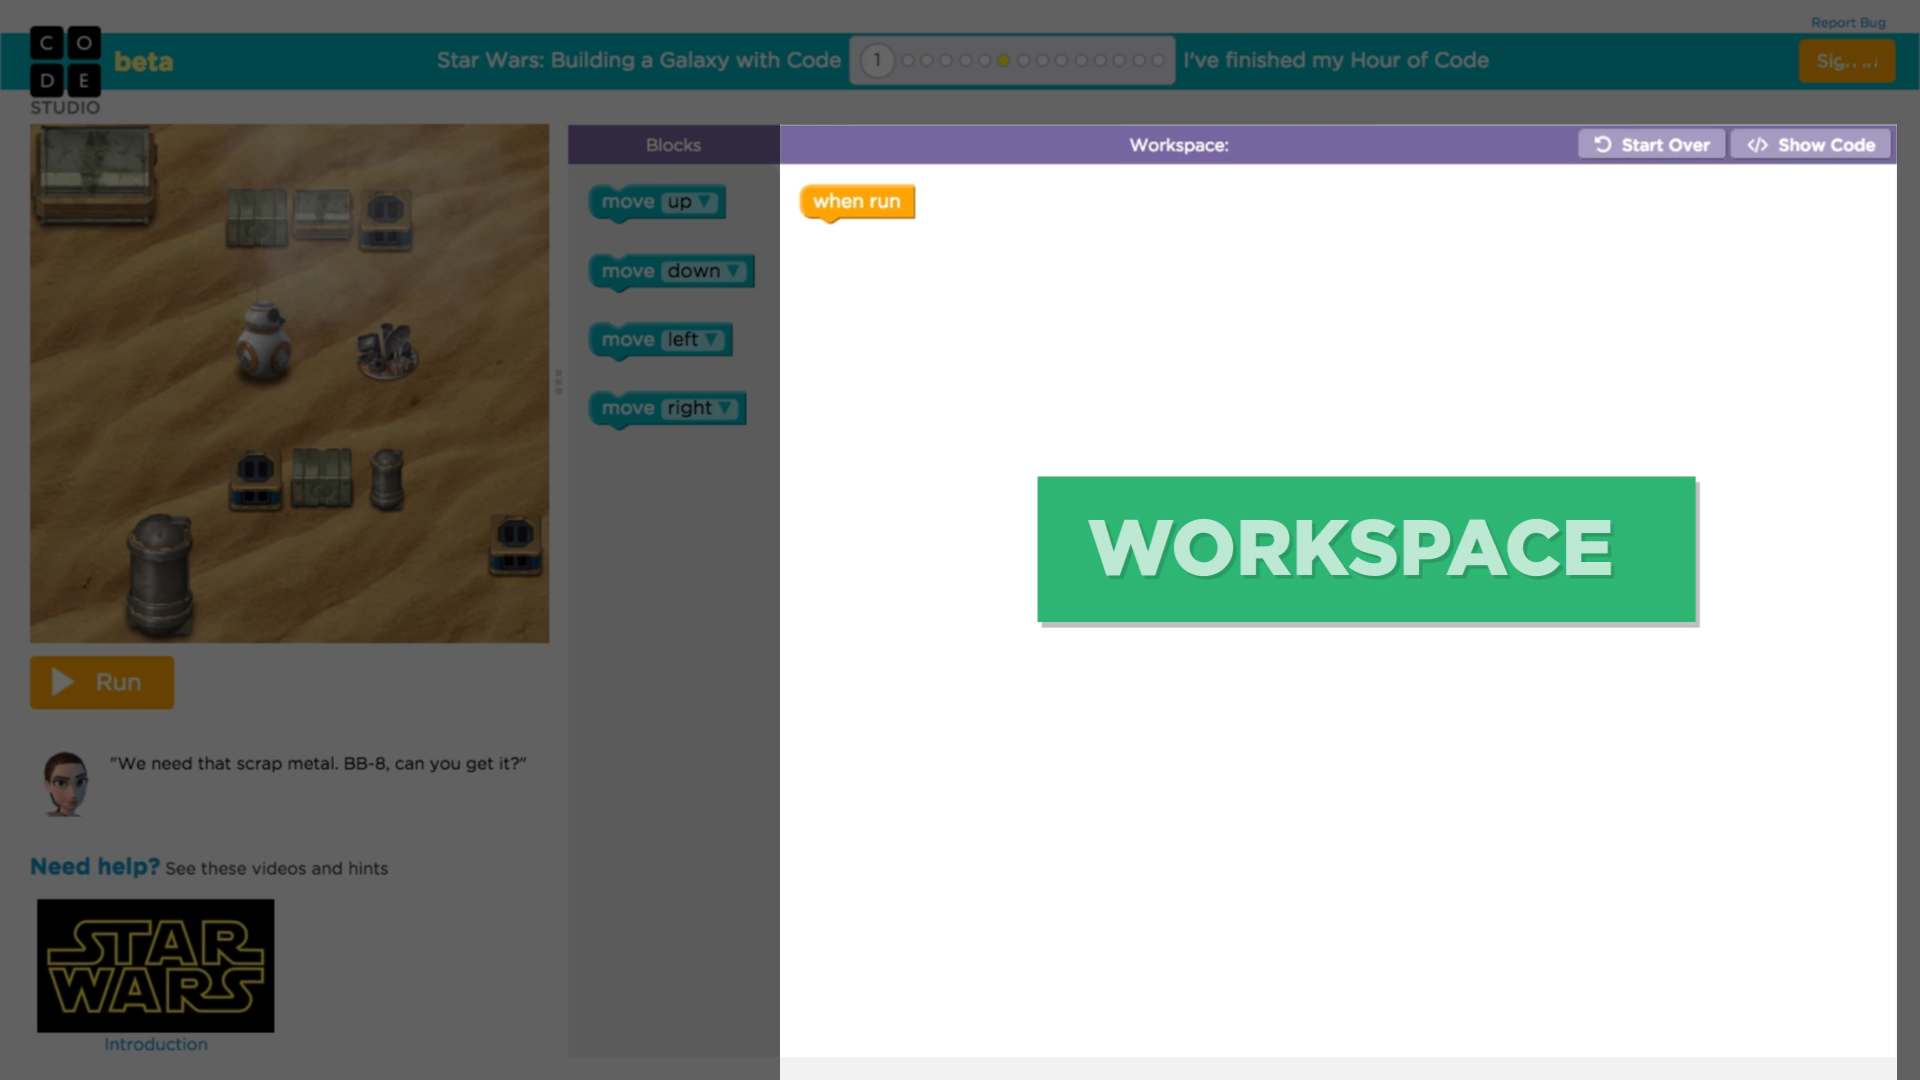 Report Bug
C O
D E
STUDIO
beta
Star Wars: Building a Galaxy with Code
1
I've finished my Hour of Code
Blocks
Workspace:
Start Over
</> Show Code
move up
move down
move left
move right
when run
WORKSPACE
Run
"We need that scrap metal. BB-8, can you get it?"
Need help? See these videos and hints
STAR
WARS
Introduction